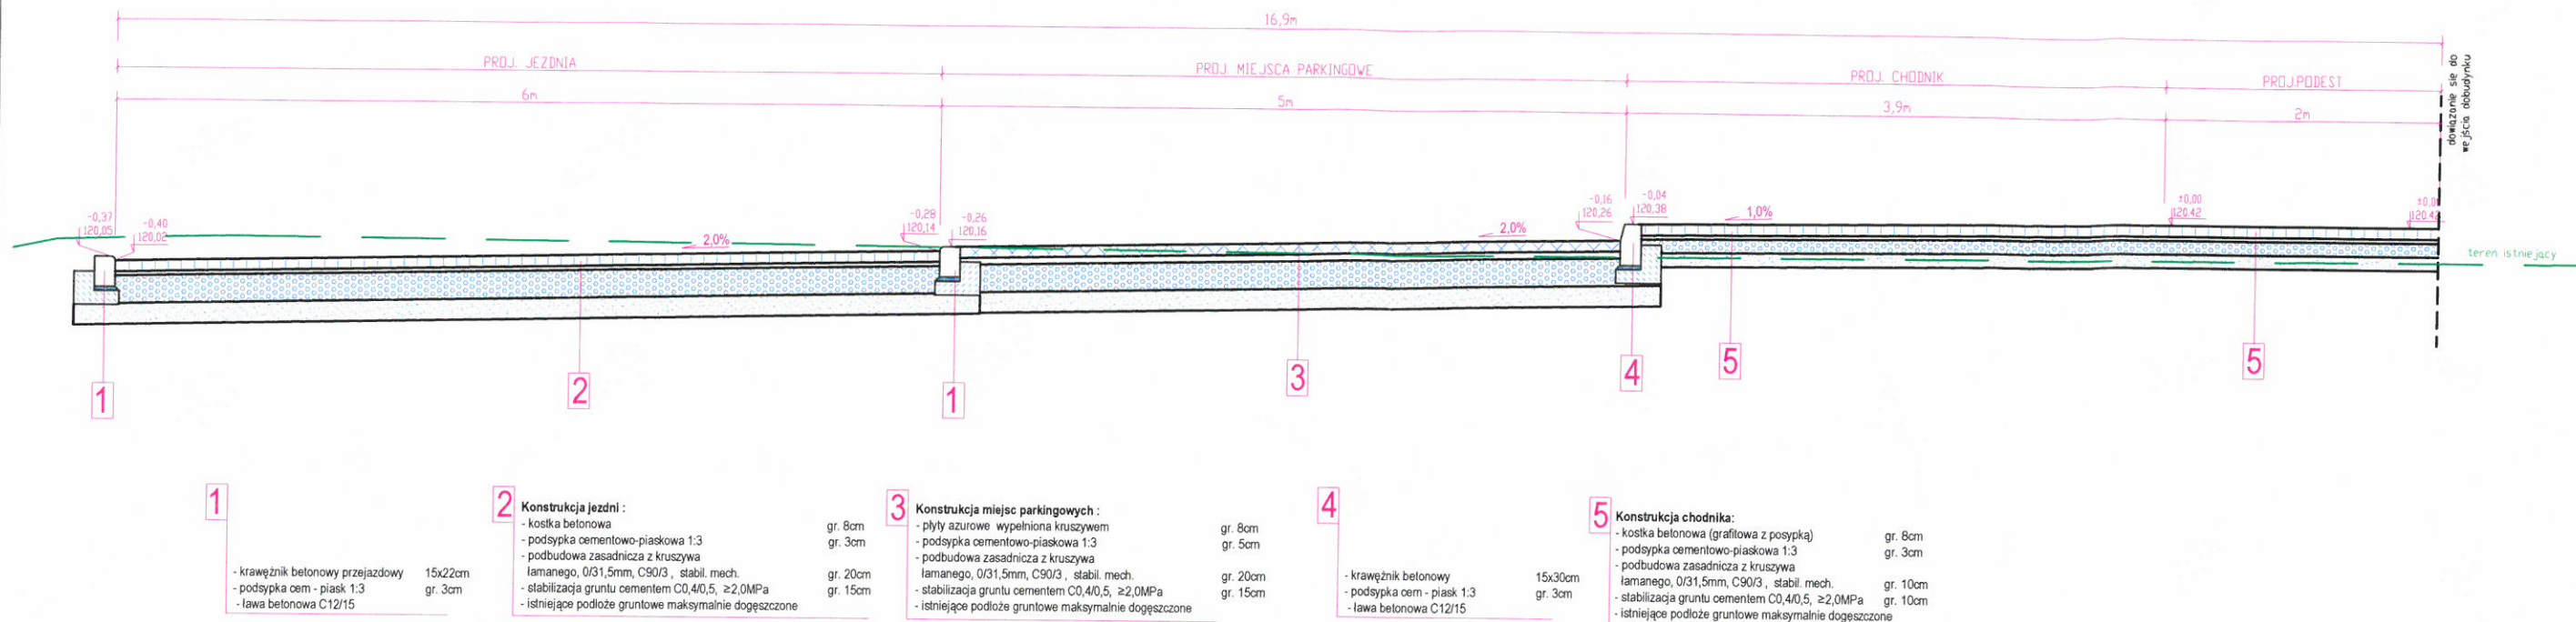 16,9m
PROJ. JEZDNIA
PROJ. MIEJSCA PARKINGOWE
PROJ. CHODNIK
PROJ.PODEST
6m
5m
3,9m
2m
dowiązanie sie do
wejścia dobudynku
-0,37
120,05
-0,40
120,02
2,0%
-0,28
120,14
-0,26
120,16
2,0%
-0,16
120,26
-0,04
120,38
1,0%
±0,00
120.42
±0,00
120.42
teren istniejący
1
2
1
3
4
5
5
1
- krawężnik betonowy przejazdowy 15x22cm
- podsypka cem - piask 1:3 gr. 3cm
- ława betonowa C12/15
2
Konstrukcja jezdni :
- kostka betonowa gr. 8cm
- podsypka cementowo-piaskowa 1:3 gr. 3cm
- podbudowa zasadnicza z kruszywa
łamanego, 0/31,5mm, C90/3 , stabil. mech. gr. 20cm
- stabilizacja gruntu cementem C0,4/0,5, ≥2,0MPa gr. 15cm
- istniejące podłoże gruntowe maksymalnie dogęszczone
3
Konstrukcja miejsc parkingowych :
- płyty azurowe wypełniona kruszywem gr. 8cm
- podsypka cementowo-piaskowa 1:3 gr. 5cm
- podbudowa zasadnicza z kruszywa
łamanego, 0/31,5mm, C90/3 , stabil. mech. gr. 20cm
- stabilizacja gruntu cementem C0,4/0,5, ≥2,0MPa gr. 15cm
- istniejące podłoże gruntowe maksymalnie dogęszczone
4
- krawężnik betonowy 15x30cm
- podsypka cem - piask 1:3 gr. 3cm
- ława betonowa C12/15
5
Konstrukcja chodnika:
- kostka betonowa (grafitowa z posypką) gr. 8cm
- podsypka cementowo-piaskowa 1:3 gr. 3cm
- podbudowa zasadnicza z kruszywa
łamanego, 0/31,5mm, C90/3 , stabil. mech. gr. 10cm
- stabilizacja gruntu cementem C0,4/0,5, ≥2,0MPa gr. 10cm
- istniejące podłoże gruntowe maksymalnie dogęszczone